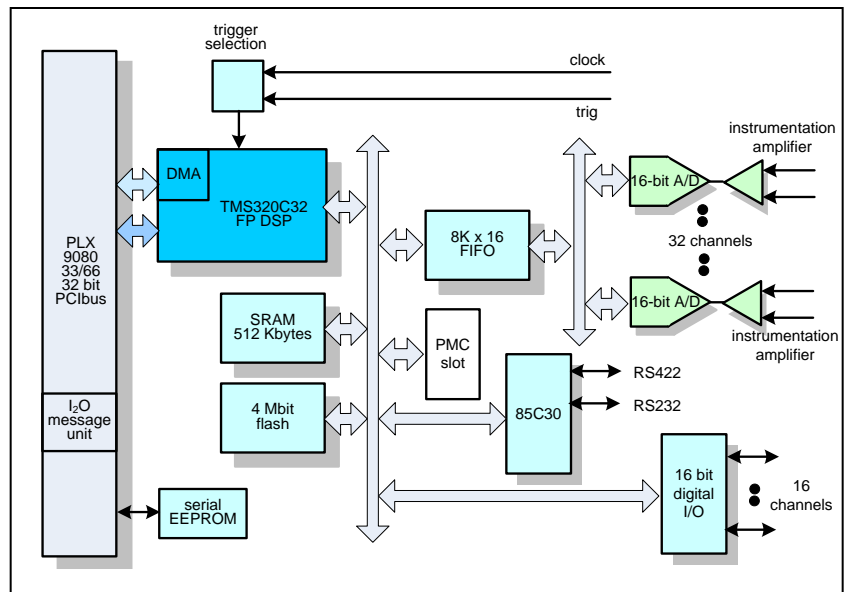 trigger
selection
clock
trig
instrumentation
amplifier
DMA
TMS320C32
FP DSP
16-bit A/D
PLX
9080
33/66
32 bit
PCIbus
8K x 16
FIFO
32 channels
SRAM
512 Kbytes
PMC
slot
16-bit A/D
instrumentation
amplifier
I₂O
message
unit
4 Mbit
flash
85C30
RS422
RS232
serial
EEPROM
16 bit
digital
I/O
16
channels